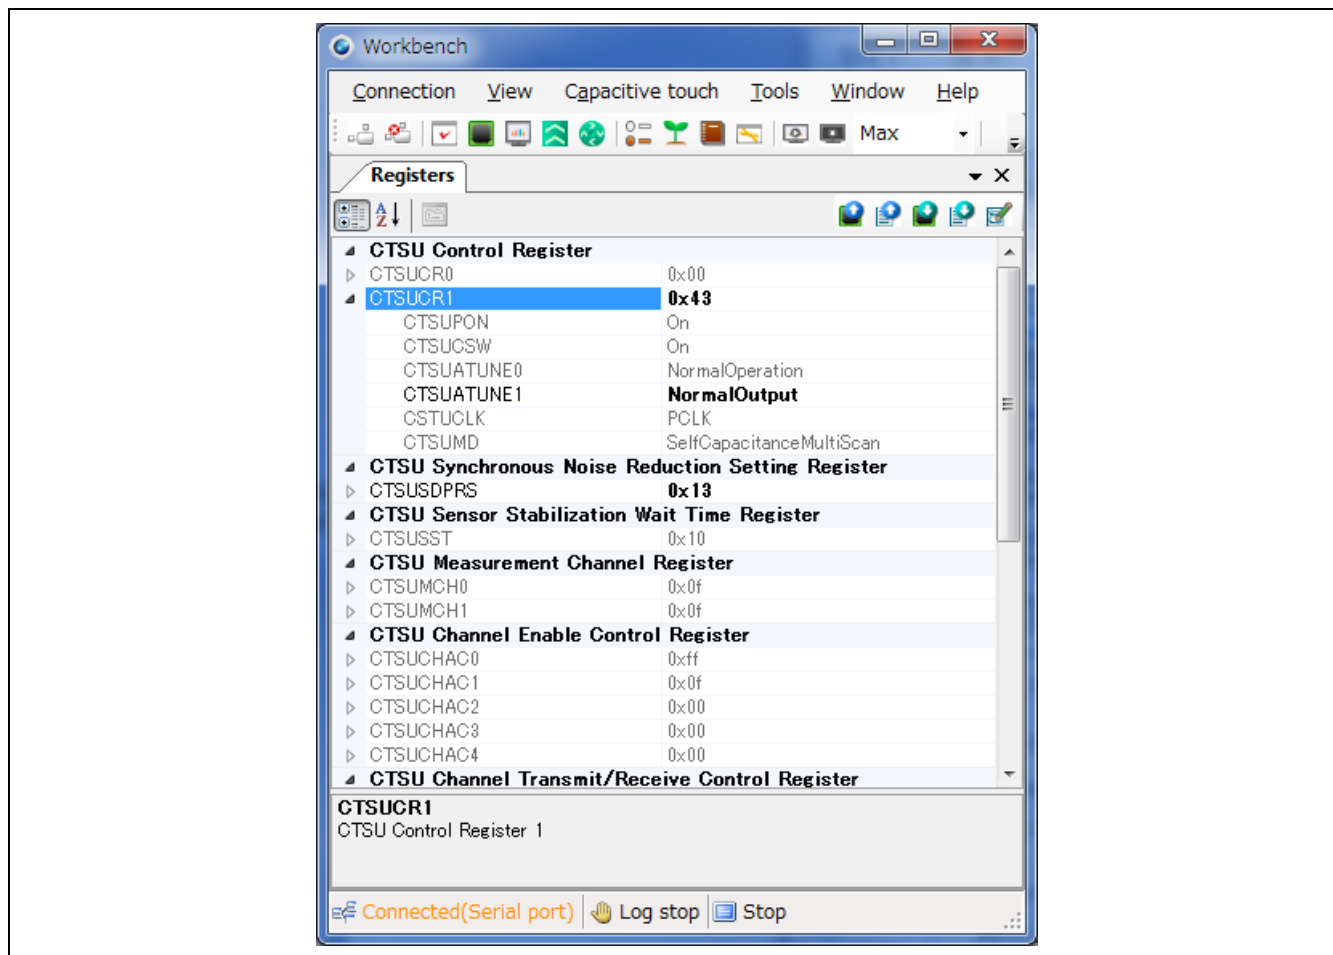 Workbench
Connection View Capacitive touch Tools Window Help
Max
Registers
CTSU Control Register
CTSUCR0 0x00
CTSUCR1 0x43
CTSUPON On
CTSUCSW On
CTSUATUNE0 NormalOperation
CTSUATUNE1 NormalOutput
CSTUCLK PCLK
CTSUMD SelfCapacitanceMultiScan
CTSU Synchronous Noise Reduction Setting Register
CTSUSDPRS 0x13
CTSU Sensor Stabilization Wait Time Register
CTSUSST 0x10
CTSU Measurement Channel Register
CTSUMCH0 0x0f
CTSUMCH1 0x0f
CTSU Channel Enable Control Register
CTSUCHAC0 0xff
CTSUCHAC1 0x0f
CTSUCHAC2 0x00
CTSUCHAC3 0x00
CTSUCHAC4 0x00
CTSU Channel Transmit/Receive Control Register
CTSUCR1
CTSU Control Register 1
Connected(Serial port) Log stop Stop